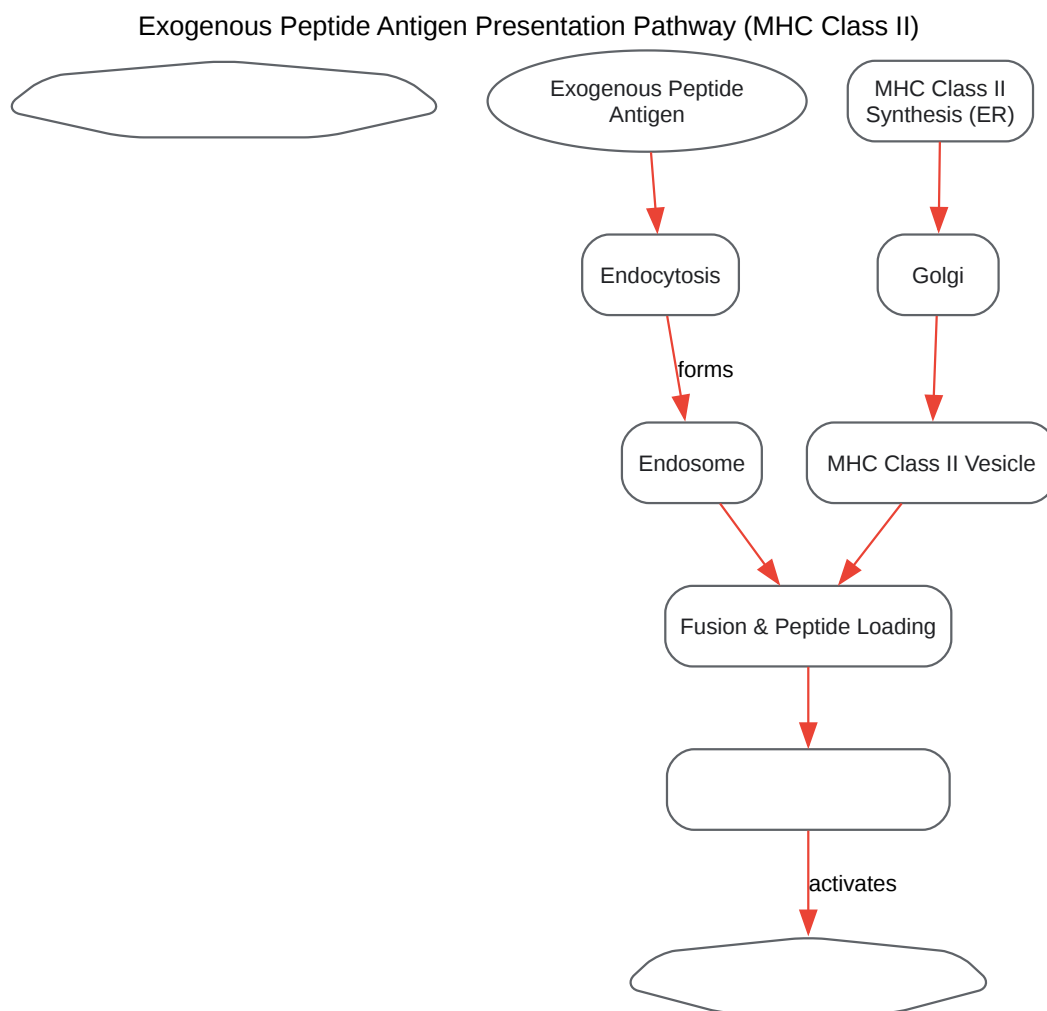 Exogenous Peptide Antigen Presentation Pathway (MHC Class II)
Exogenous Peptide
Antigen
MHC Class II
Synthesis (ER)
Endocytosis
Golgi
forms
Endosome
MHC Class II Vesicle
Fusion & Peptide Loading
activates